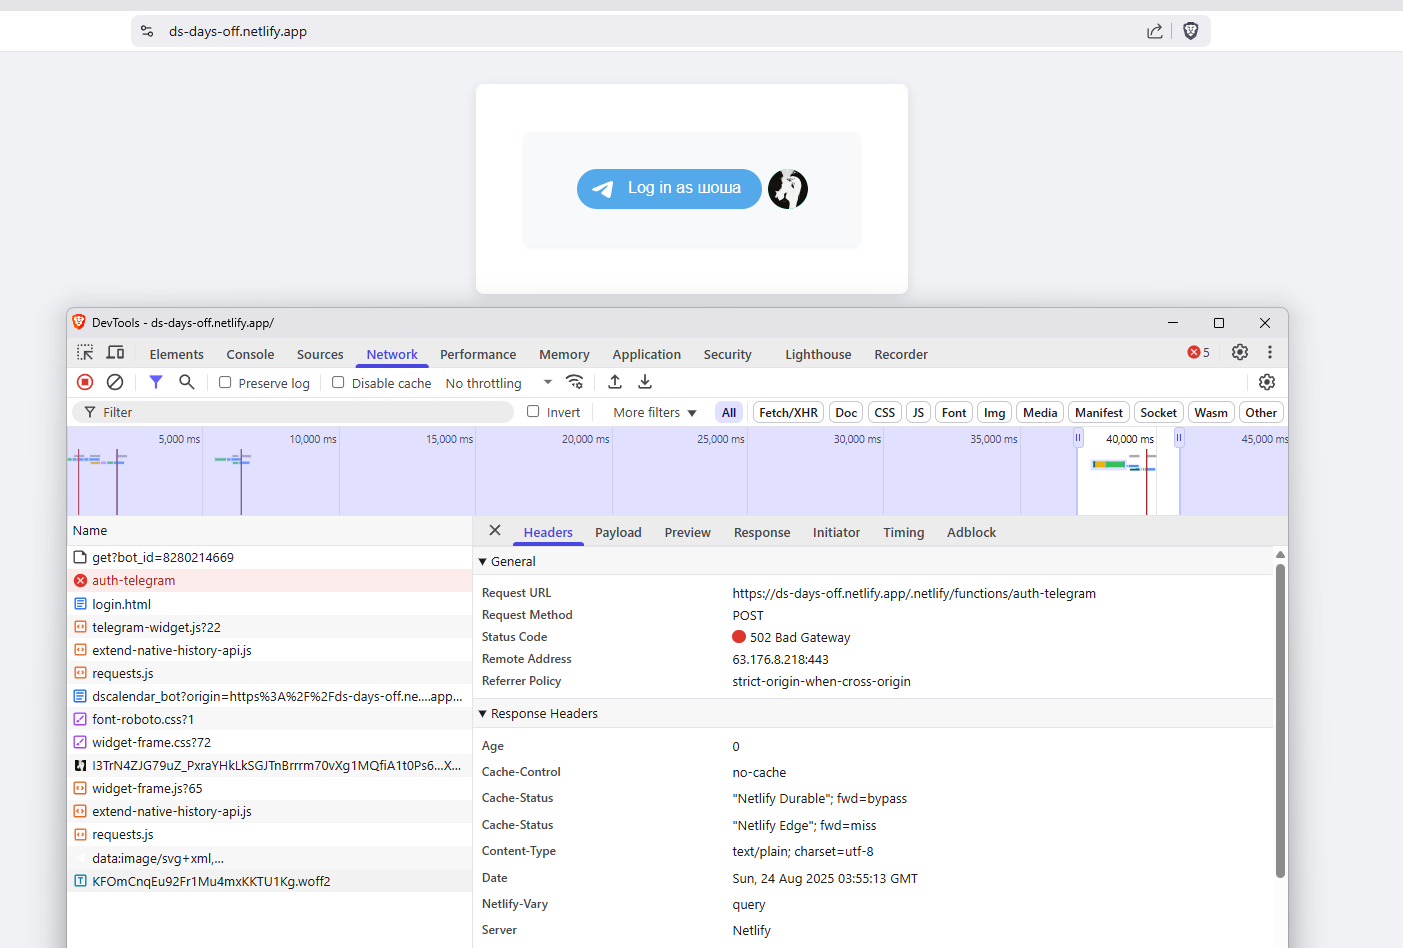 ds-days-off.netlify.app
Log in as шоша
DevTools - ds-days-off.netlify.app/
Elements Console Sources Network Performance Memory Application Security Lighthouse Recorder 5
Preserve log Disable cache No throttling
Filter Invert More filters All Fetch/XHR Doc CSS JS Font Img Media Manifest Socket Wasm Other
5,000 ms 10,000 ms 15,000 ms 20,000 ms 25,000 ms 30,000 ms 35,000 ms 40,000 ms 45,000 ms
Name
get?bot_id=8280214669
auth-telegram
login.html
telegram-widget.js?22
extend-native-history-api.js
requests.js
dscalendar_bot?origin=https%3A%2F%2Fds-days-off.ne....app...
font-roboto.css?1
widget-frame.css?72
I3TrN4ZJG79uZ_PxraYHkLkSGJTnBrrrm70vXg1MQfiA1t0Ps6...X...
widget-frame.js?65
extend-native-history-api.js
requests.js
data:image/svg+xml,...
KFOmCnqEu92Fr1Mu4mxKKTU1Kg.woff2
Headers Payload Preview Response Initiator Timing Adblock
General
Request URL https://ds-days-off.netlify.app/.netlify/functions/auth-telegram
Request Method POST
Status Code 502 Bad Gateway
Remote Address 63.176.8.218:443
Referrer Policy strict-origin-when-cross-origin
Response Headers
Age 0
Cache-Control no-cache
Cache-Status "Netlify Durable"; fwd=bypass
Cache-Status "Netlify Edge"; fwd=miss
Content-Type text/plain; charset=utf-8
Date Sun, 24 Aug 2025 03:55:13 GMT
Netlify-Vary query
Server Netlify